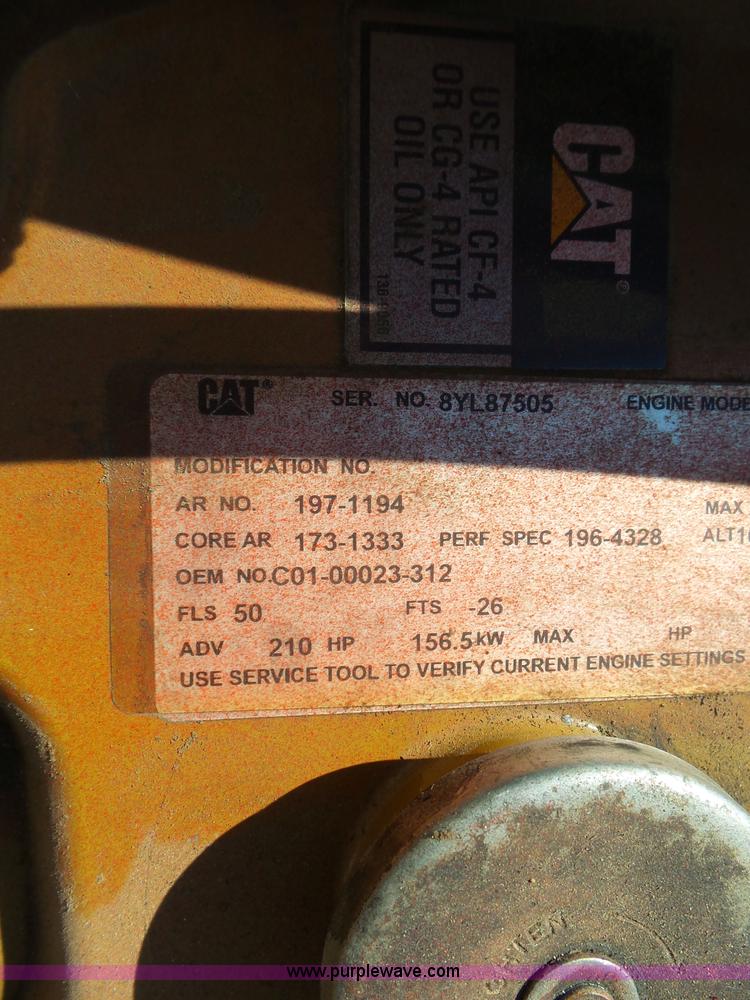 CAT®
USE API CF-4
OR CG-4 RATED
OIL ONLY
CAT® SER. NO. 8YL87505 ENGINE MODE
MODIFICATION NO.
AR NO. 197-1194 MAX
CORE AR 173-1333 PERF SPEC 196-4328 ALT
OEM NO. C01-00023-312
FLS 50 FTS -26
ADV 210 HP 156.5 kW MAX HP
USE SERVICE TOOL TO VERIFY CURRENT ENGINE SETTINGS
www.purplewave.com